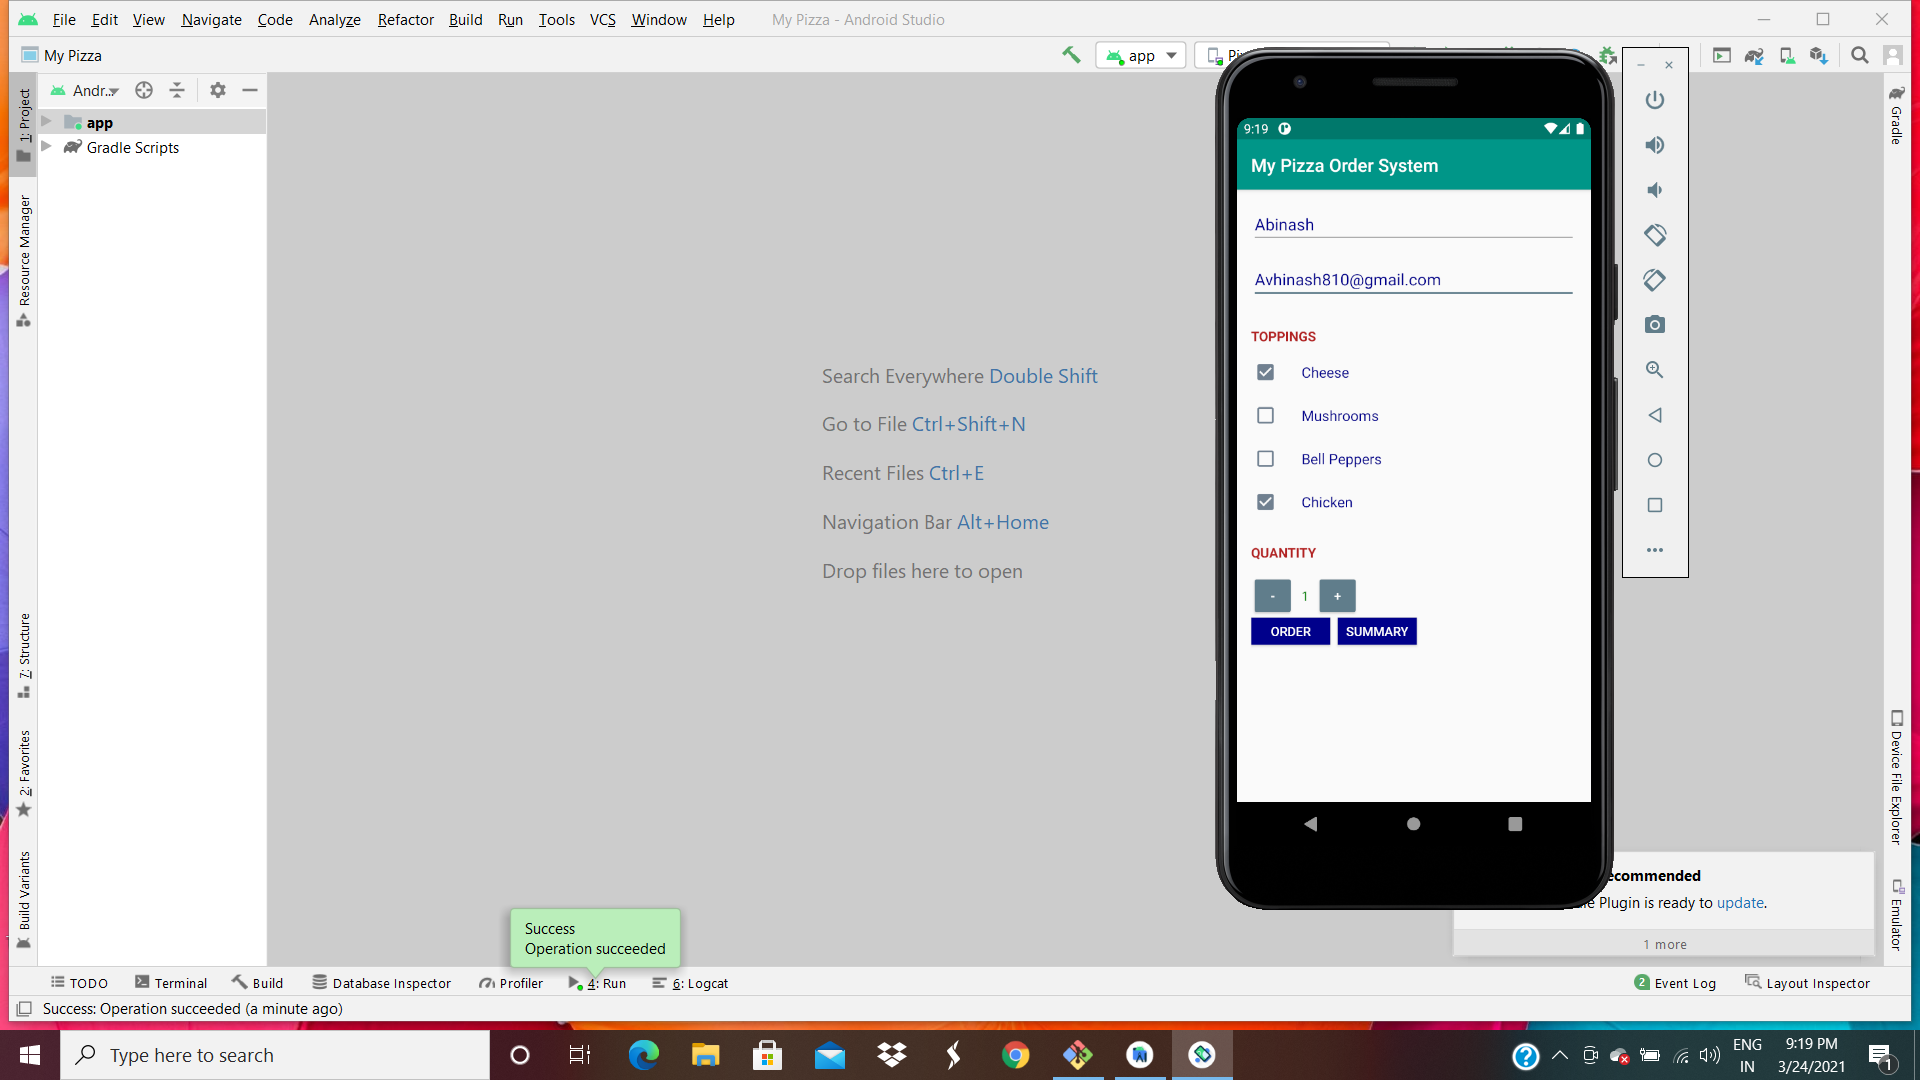 File Edit View Navigate Code Analyze Refactor Build Run Tools VCS Window Help My Pizza - Android Studio
My Pizza
app
Andr...
1: Project
app
Gradle Scripts
Resource Manager
7: Structure
2: Favorites
Build Variants
Search Everywhere Double Shift
Go to File Ctrl+Shift+N
Recent Files Ctrl+E
Navigation Bar Alt+Home
Drop files here to open
9:19
My Pizza Order System
Abinash
Avhinash810@gmail.com
TOPPINGS
Cheese
Mushrooms
Bell Peppers
Chicken
QUANTITY
- 1 +
ORDER SUMMARY
Gradle
Device File Explorer
Emulator
ecommended
Plugin is ready to update.
1 more
Success
Operation succeeded
TODO Terminal Build Database Inspector Profiler 4: Run 6: Logcat 2 Event Log Layout Inspector
Success: Operation succeeded (a minute ago)
Type here to search
ENG
IN
9:19 PM
3/24/2021
1